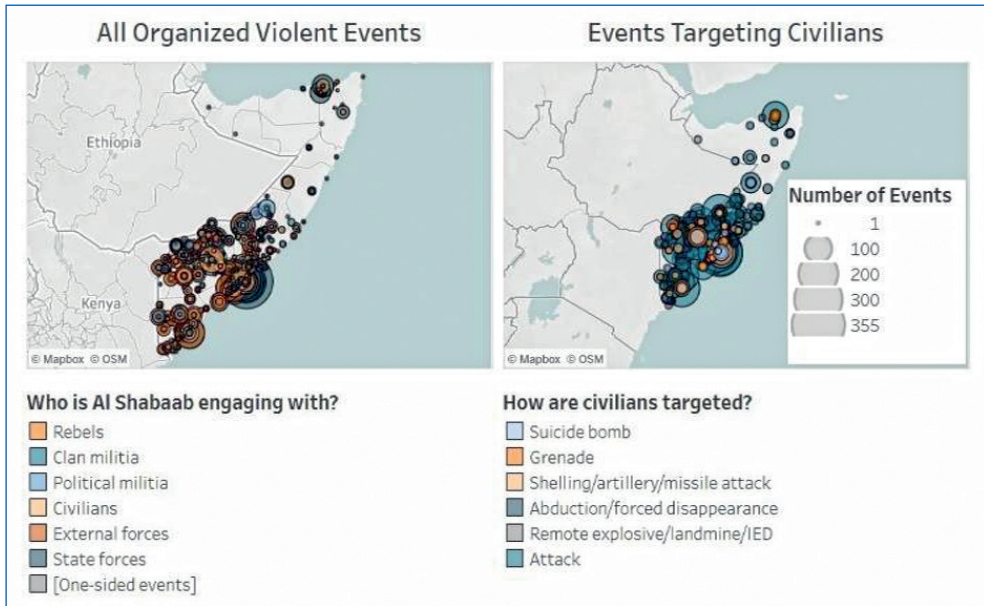 All Organized Violent Events
Ethiopia
Kenya
© Mapbox © OSM
Events Targeting Civilians
Number of Events
1
100
200
300
355
© Mapbox © OSM
Who is Al Shabaab engaging with?
Rebels
Clan militia
Political militia
Civilians
External forces
State forces
[One-sided events]
How are civilians targeted?
Suicide bomb
Grenade
Shelling/artillery/missile attack
Abduction/forced disappearance
Remote explosive/landmine/IED
Attack